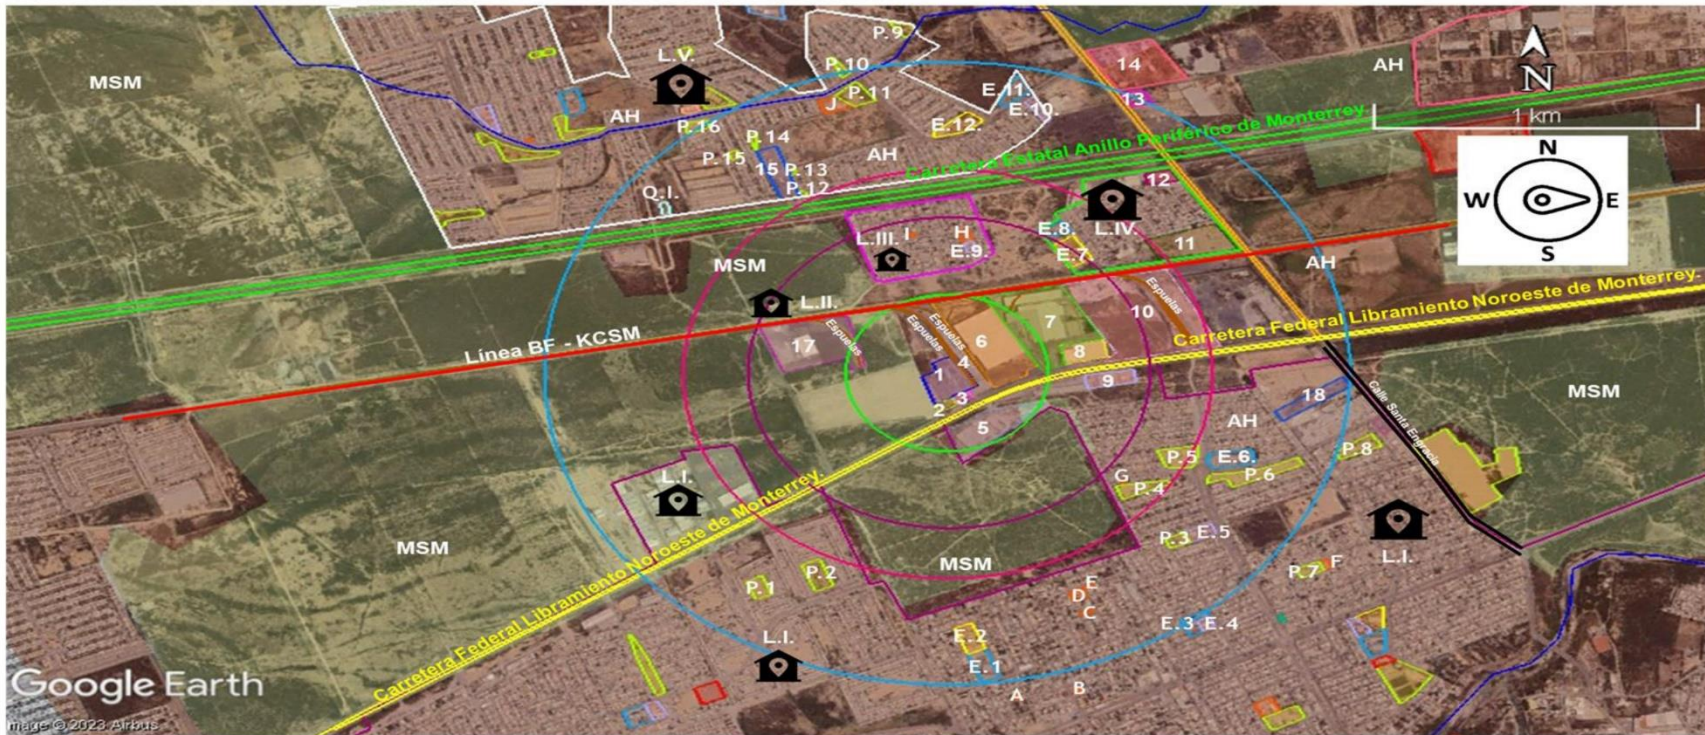 P.9
L.V.
MSM
P.10
14
AH
N
P.11
E.11.
J
E.10.
13
AH
P.16
E.12.
1 km
P.14
Carretera Estatal Anillo Periférico de Monterrey
N
P.15
AH
15
P.13
P.12
12
Q.I.
W
E
E.8.
L.IV.
L.III.
I
H
E.9.
E.7.
11
S
MSM
AH
L.II.
Espuelas
10
Carretera Federal Libramiento Noroeste de Monterrey.
Línea BF - KCSM
17
Espuelas
Espuelas
Espuelas
6
7
8
4
1
3
2
9
5
18
Calle Santa Engracia
MSM
AH
P.8
P.5
E.6.
G
P.4
P.6
L.I.
Carretera Federal Libramiento Noroeste de Monterrey.
MSM
MSM
P.3
E.5
L.I.
P.1
P.2
P.7
F
E
D
C
L.I.
E.2
E.3
E.4
E.1
A
B
Google Earth
Image © 2023 Airbus